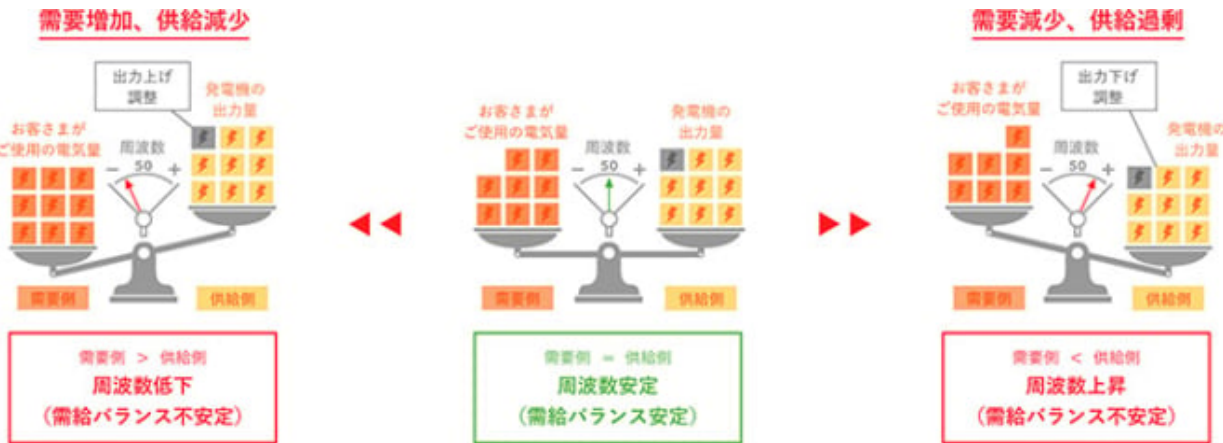 需要増加、供給減少
出力上げ
調整
発電機の
出力量
お客さまが
ご使用の電気量
周波数
− 50 +
需要側
供給側
需要側 > 供給側
周波数低下
（需給バランス不安定）
お客さまが
ご使用の電気量
発電機の
出力量
周波数
− 50 +
需要側
供給側
需要側 = 供給側
周波数安定
（需給バランス安定）
需要減少、供給過剰
出力下げ
調整
お客さまが
ご使用の電気量
発電機の
出力量
周波数
− 50 +
需要側
供給側
需要側 < 供給側
周波数上昇
（需給バランス不安定）